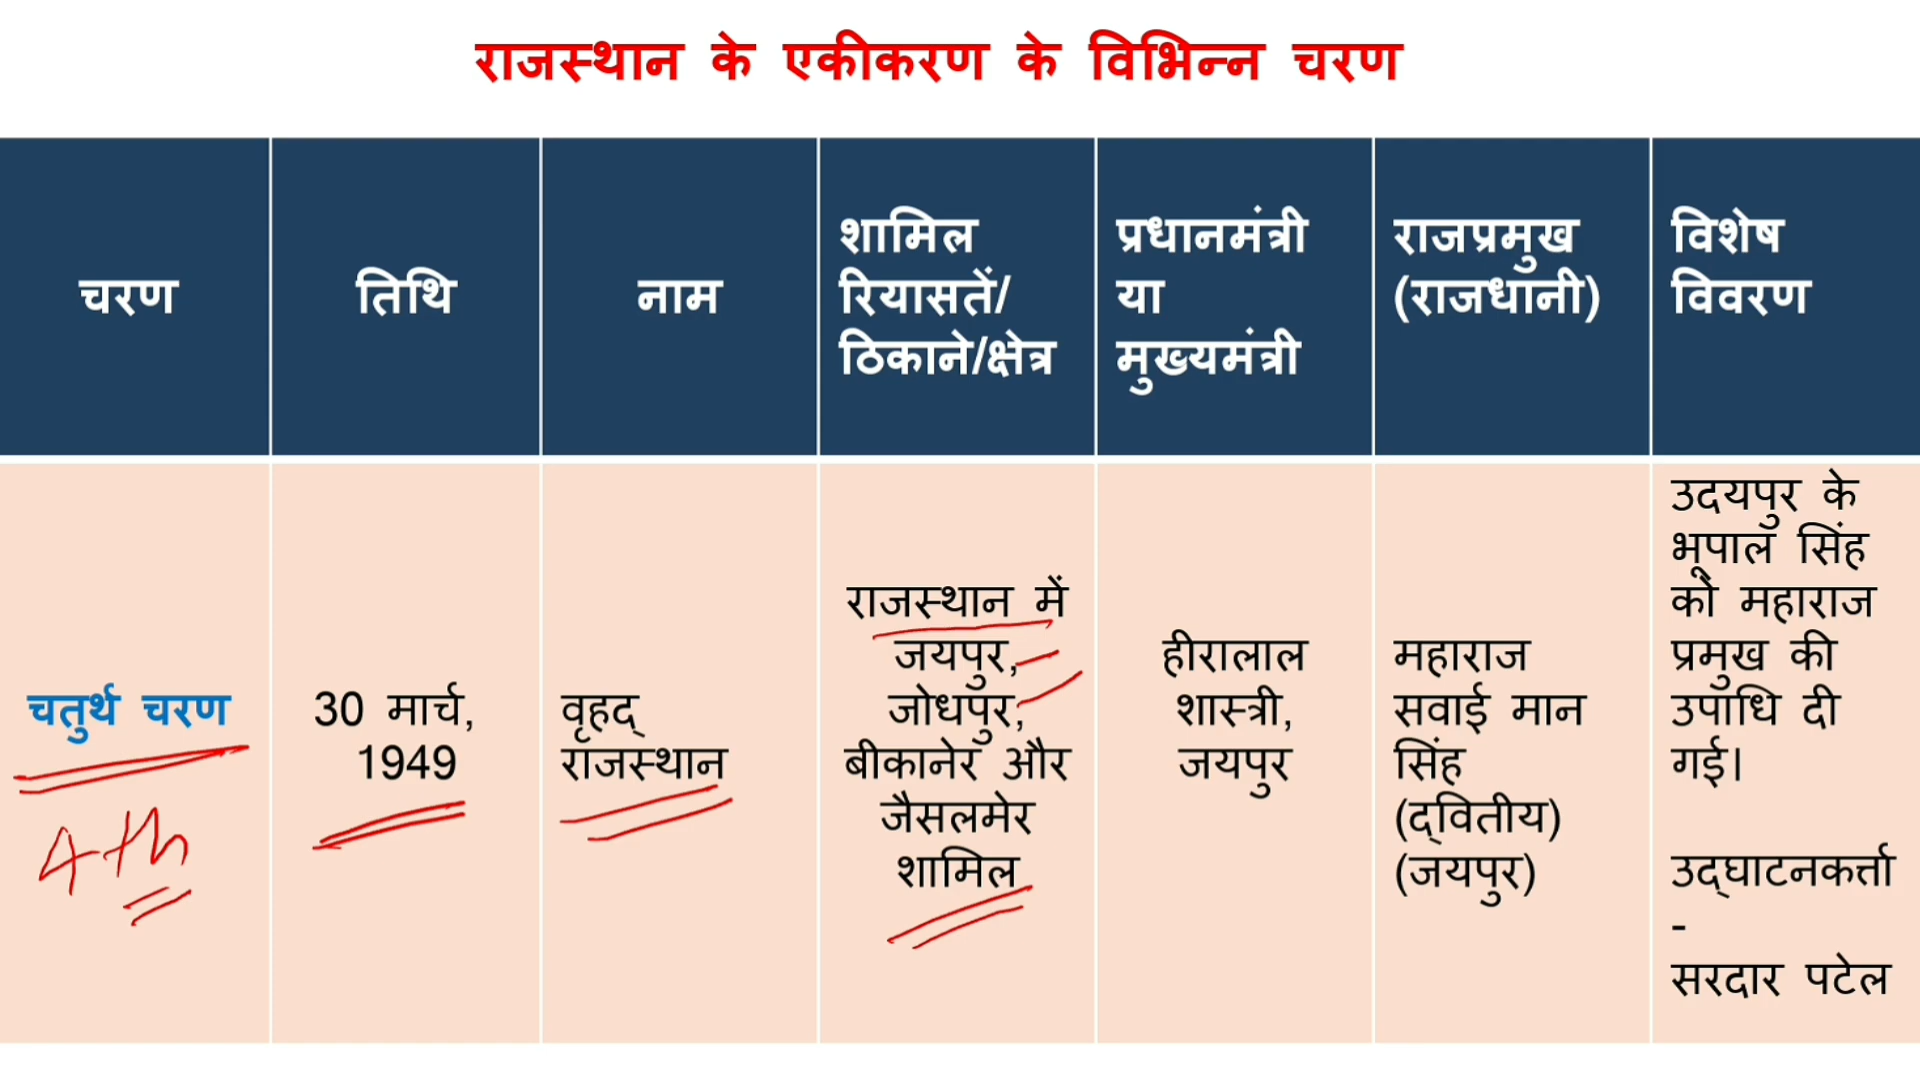 राजस्थान के एकीकरण के विभिन्न चरण
चरण
तिथि
नाम
शामिल
रियासतें/
ठिकाने/क्षेत्र
प्रधानमंत्री
या
मुख्यमंत्री
राजप्रमुख
(राजधानी)
विशेष
विवरण
चतुर्थ चरण
4th
30 मार्च,
1949
वृहद्
राजस्थान
राजस्थान में
जयपुर,
जोधपुर,
बीकानेर और
जैसलमेर
शामिल
हीरालाल
शास्त्री,
जयपुर
महाराज
सवाई मान
सिंह
(द्वितीय)
(जयपुर)
उदयपुर के
भूपाल सिंह
को महाराज
प्रमुख की
उपाधि दी
गई।
उद्घाटनकर्त्ता
-
सरदार पटेल